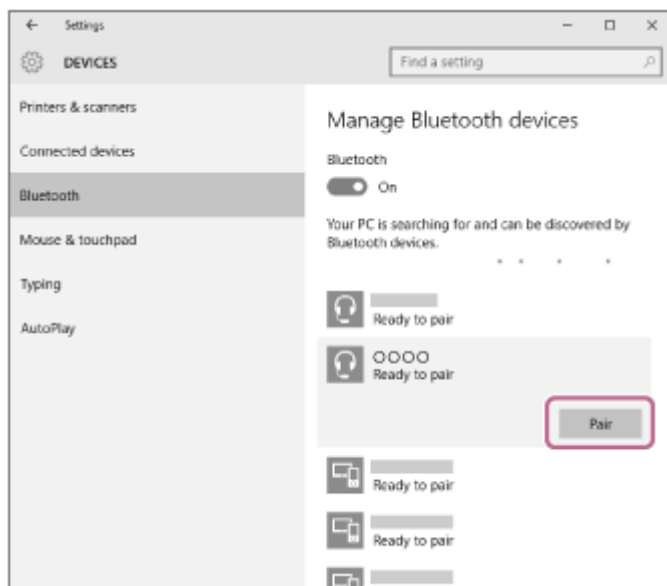 Settings
DEVICES
Find a setting
Printers & scanners
Connected devices
Bluetooth
Mouse & touchpad
Typing
AutoPlay
Manage Bluetooth devices
Bluetooth
On
Your PC is searching for and can be discovered by
Bluetooth devices.
Ready to pair
○○○○
Ready to pair
Pair
Ready to pair
Ready to pair